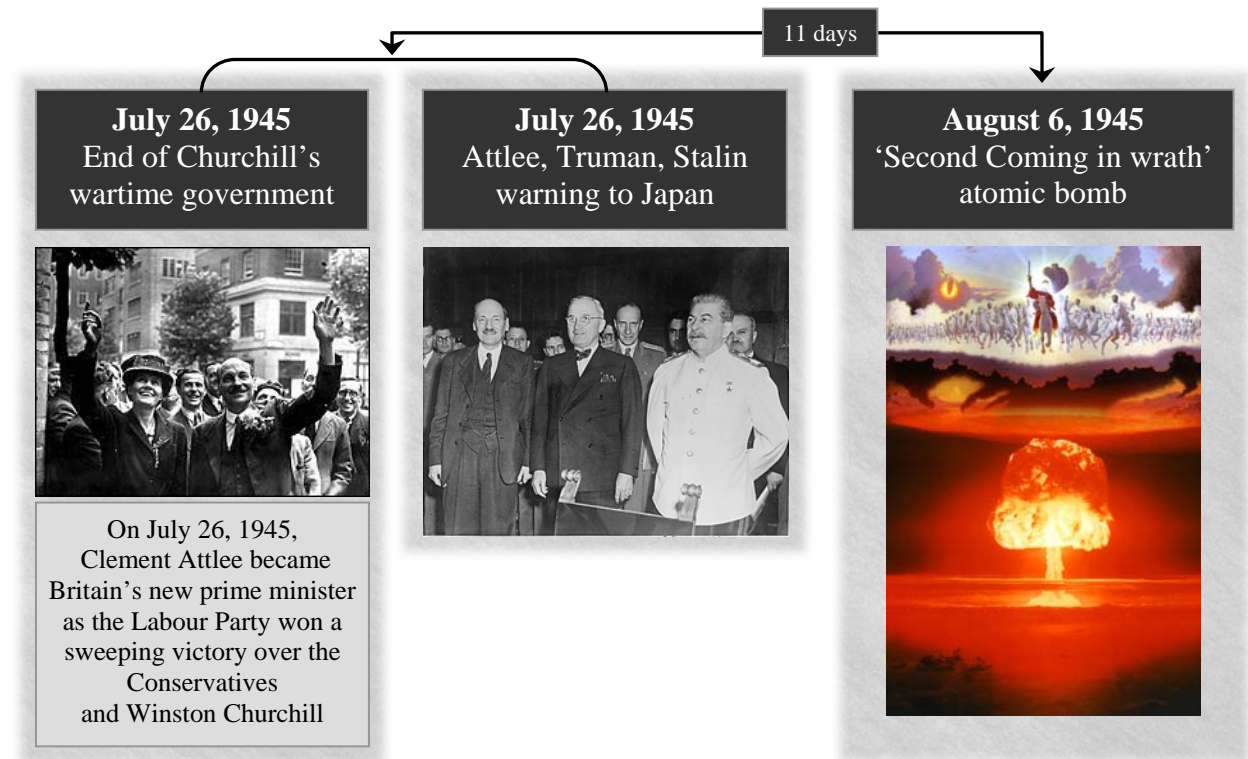 11 days
July 26, 1945
End of Churchill’s
wartime government
July 26, 1945
Attlee, Truman, Stalin
warning to Japan
August 6, 1945
‘Second Coming in wrath’
atomic bomb
On July 26, 1945,
Clement Attlee became
Britain’s new prime minister
as the Labour Party won a
sweeping victory over the
Conservatives
and Winston Churchill